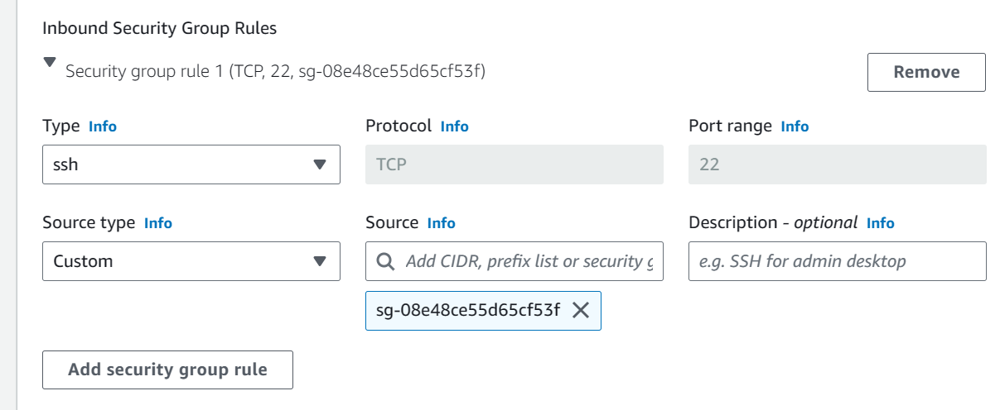 Inbound Security Group Rules
Security group rule 1 (TCP, 22, sg-08e48ce55d65cf53f)
Remove
Type Info
Protocol Info
Port range Info
ssh
TCP
22
Source type Info
Source Info
Description - optional Info
Custom
Add CIDR, prefix list or security
e.g. SSH for admin desktop
sg-08e48ce55d65cf53f
Add security group rule